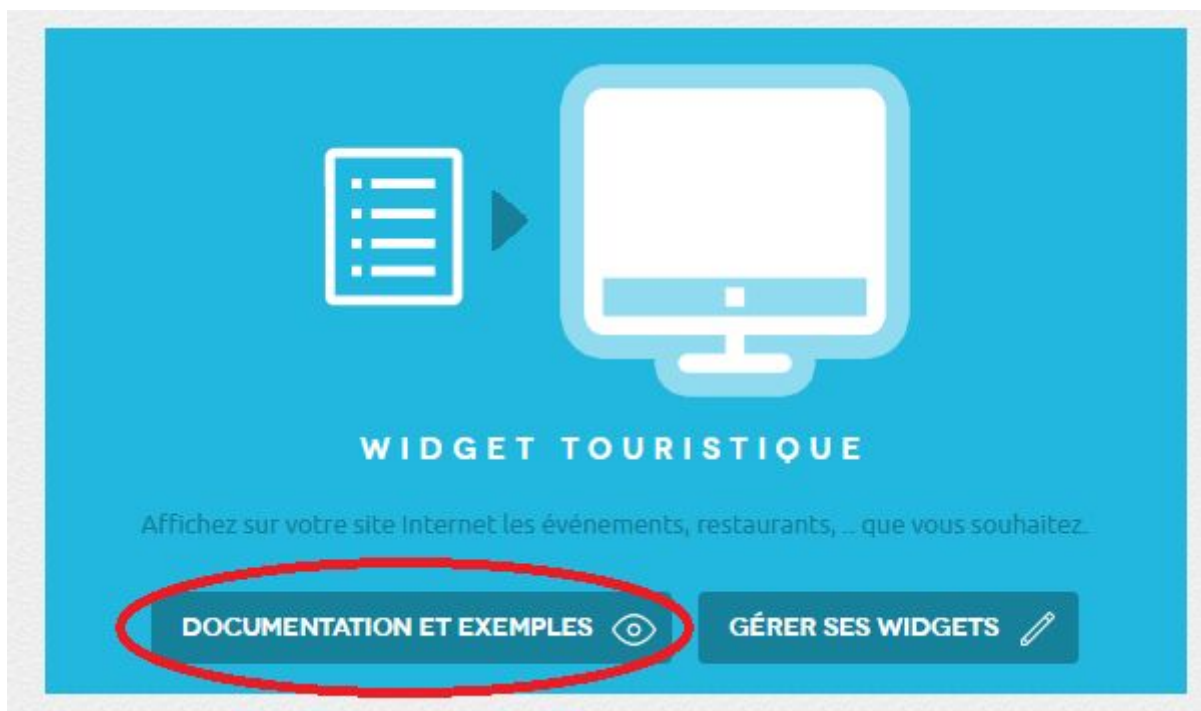 WIDGET TOURISTIQUE
Affichez sur votre site Internet les événements, restaurants, ... que vous souhaitez.
DOCUMENTATION ET EXEMPLES
GÉRER SES WIDGETS